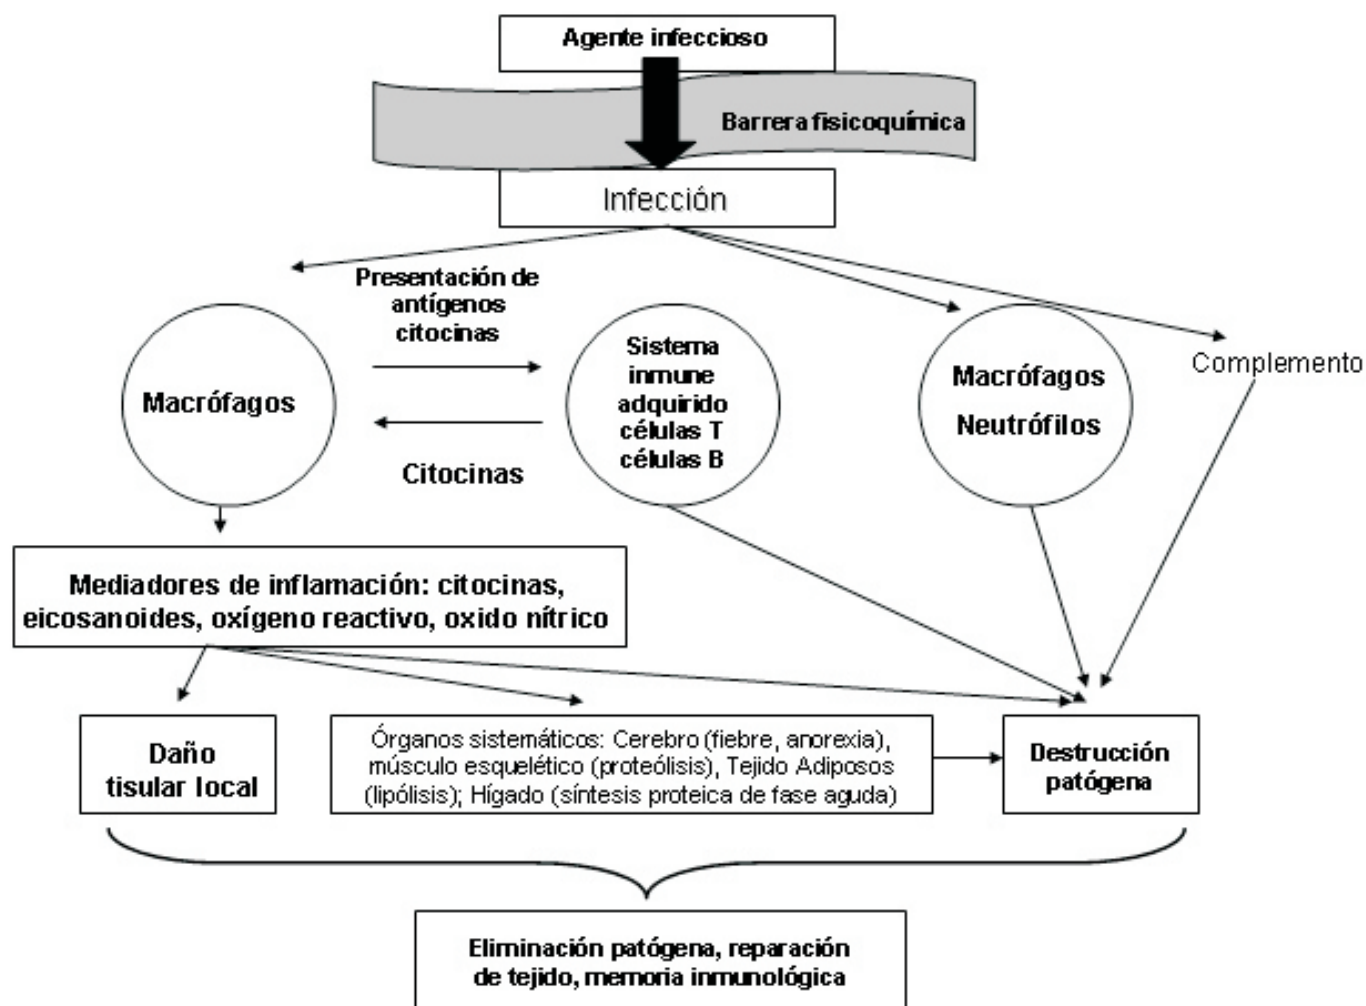 Agente infeccioso
Barrera fisicoquímica
Infección
Presentación de
antígenos
citocinas
Macrófagos
Citocinas
Sistema
inmune
adquirido
células T
células B
Macrófagos
Neutrófilos
Complemento
Mediadores de inflamación: citocinas,
eicosanoides, oxígeno reactivo, oxido nítrico
Daño
tisular local
Órganos sistemáticos: Cerebro (fiebre, anorexia),
músculo esquelético (proteólisis), Tejido Adiposos
(lipólisis); Hígado (síntesis proteica de fase aguda)
Destrucción
patógena
Eliminación patógena, reparación
de tejido, memoria inmunológica